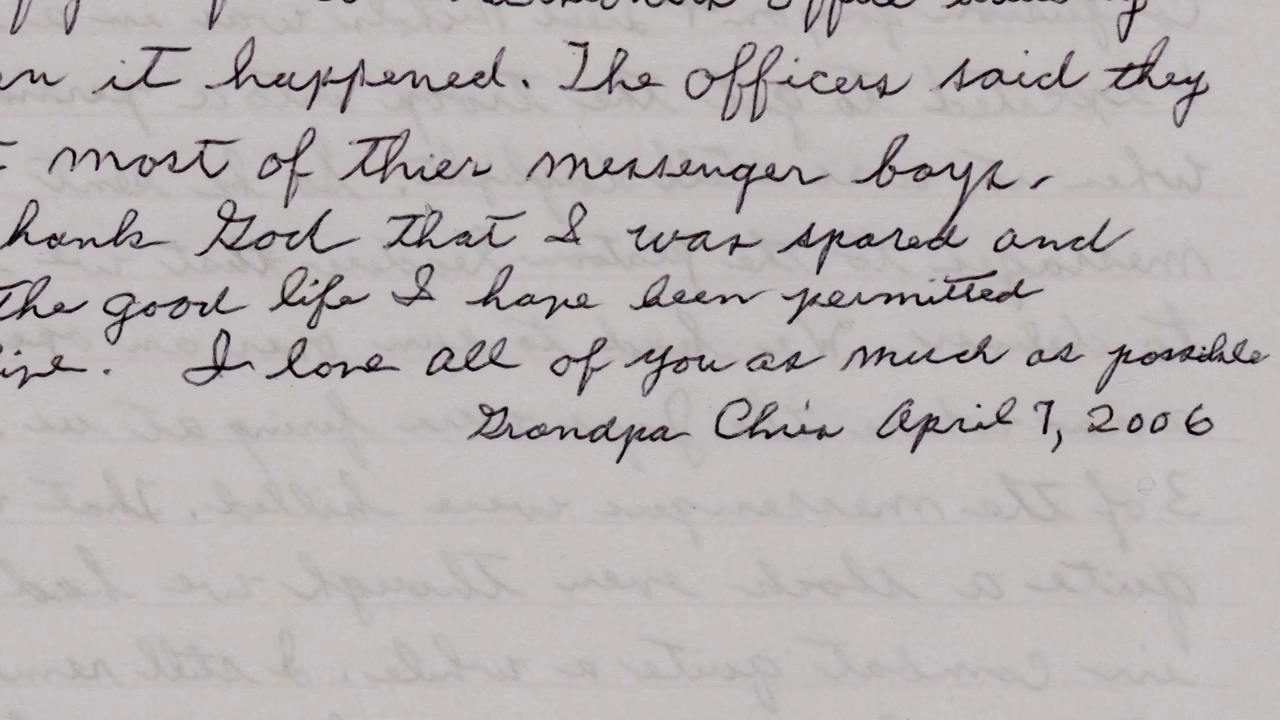 office
it happened. The officers said they
most of thier messenger boys.
hank God that I was spared and
the good life I have been permitted
I love all of you as much as possible
Grandpa Chris April 7, 2006